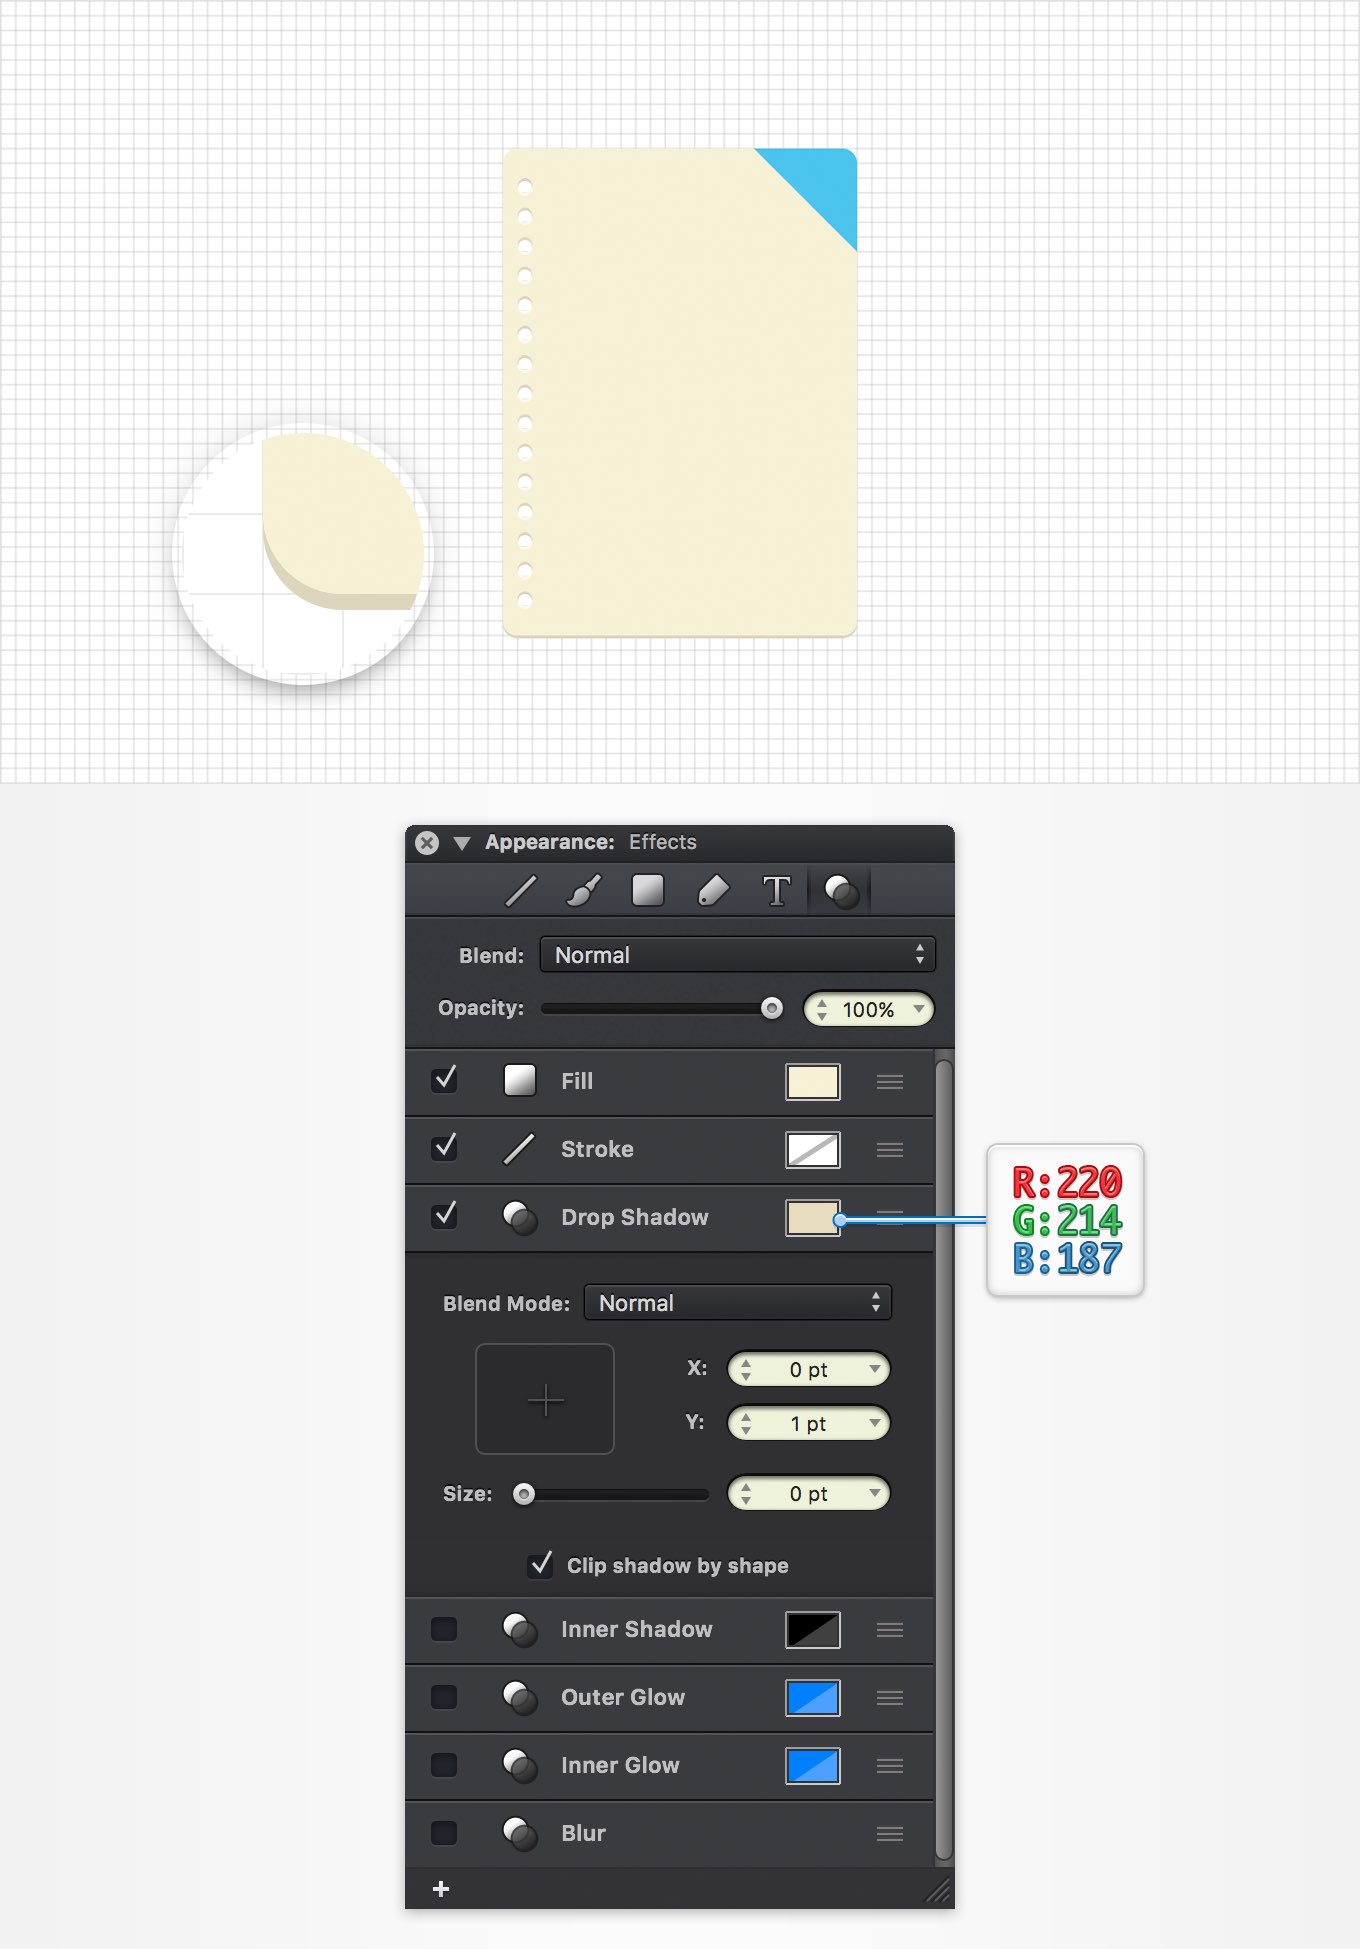 Appearance: Effects
T
Blend: Normal
Opacity: 100%
Fill
Stroke
Drop Shadow
R:220
G:214
B:187
Blend Mode: Normal
X: 0 pt
Y: 1 pt
Size: 0 pt
Clip shadow by shape
Inner Shadow
Outer Glow
Inner Glow
Blur